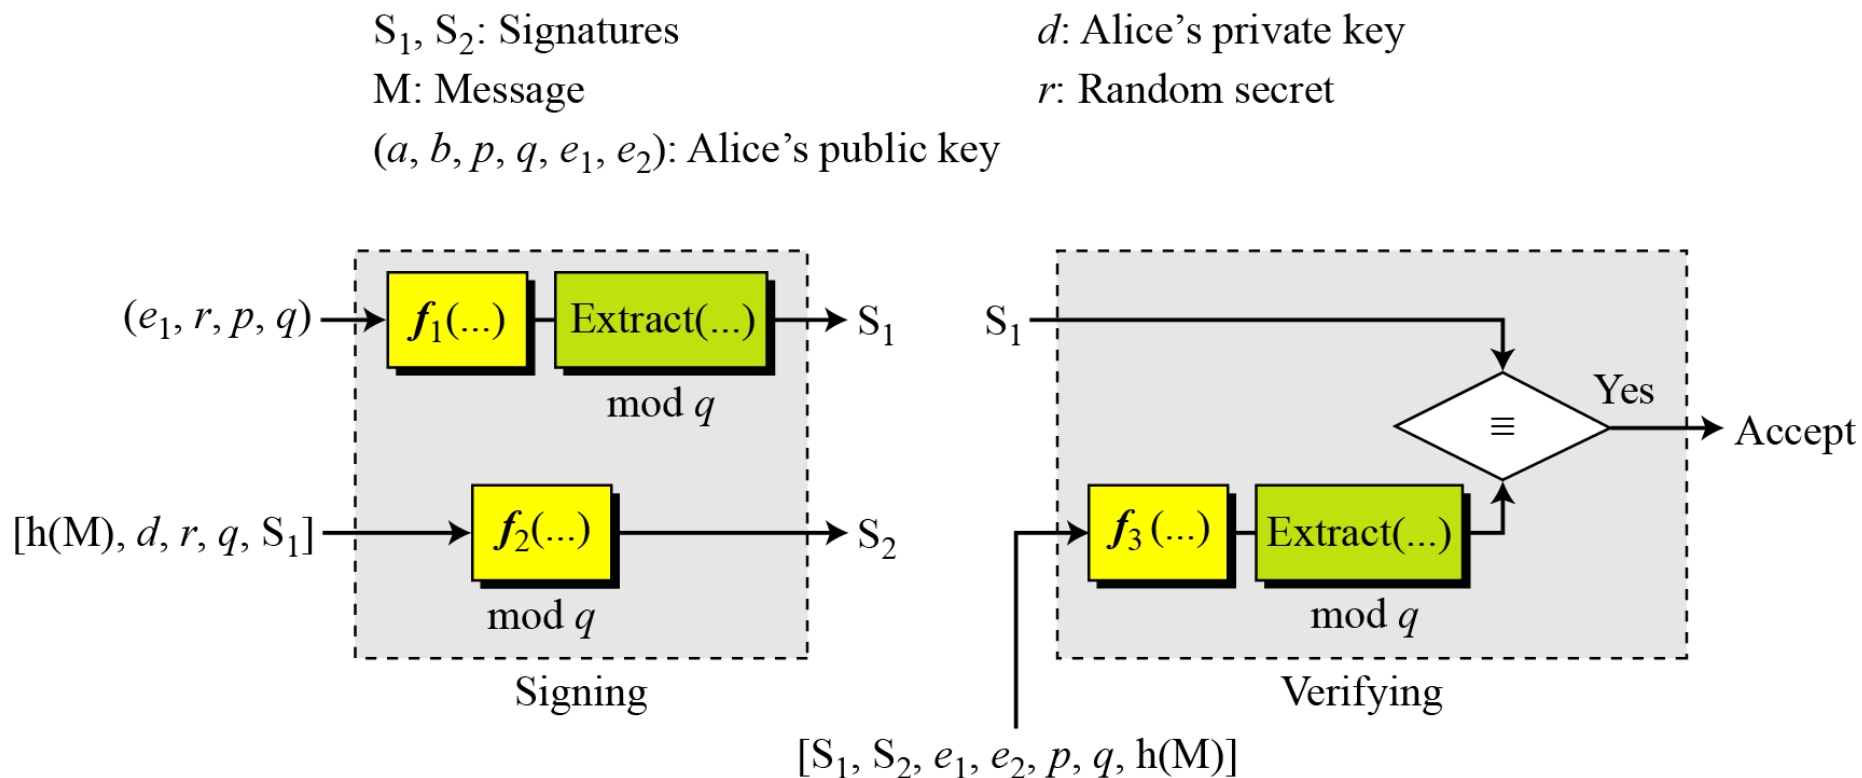 S₁, S₂: Signatures
d: Alice’s private key
M: Message
r: Random secret
(a, b, p, q, e₁, e₂): Alice’s public key
(e₁, r, p, q)
f₁(...)
Extract(...)
S₁
mod q
[h(M), d, r, q, S₁]
f₂(...)
S₂
mod q
Signing
S₁
≡
Yes
Accept
f₃(...)
Extract(...)
mod q
Verifying
[S₁, S₂, e₁, e₂, p, q, h(M)]